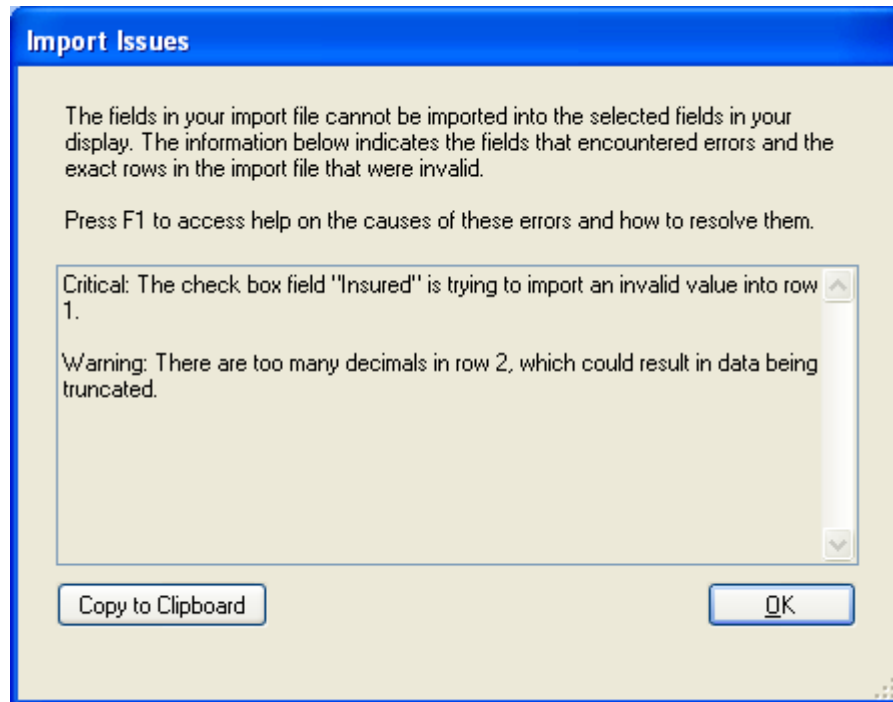 Import Issues
The fields in your import file cannot be imported into the selected fields in your
display. The information below indicates the fields that encountered errors and the
exact rows in the import file that were invalid.
Press F1 to access help on the causes of these errors and how to resolve them.
Critical: The check box field "Insured" is trying to import an invalid value into row
1.
Warning: There are too many decimals in row 2, which could result in data being
truncated.
Copy to Clipboard
OK